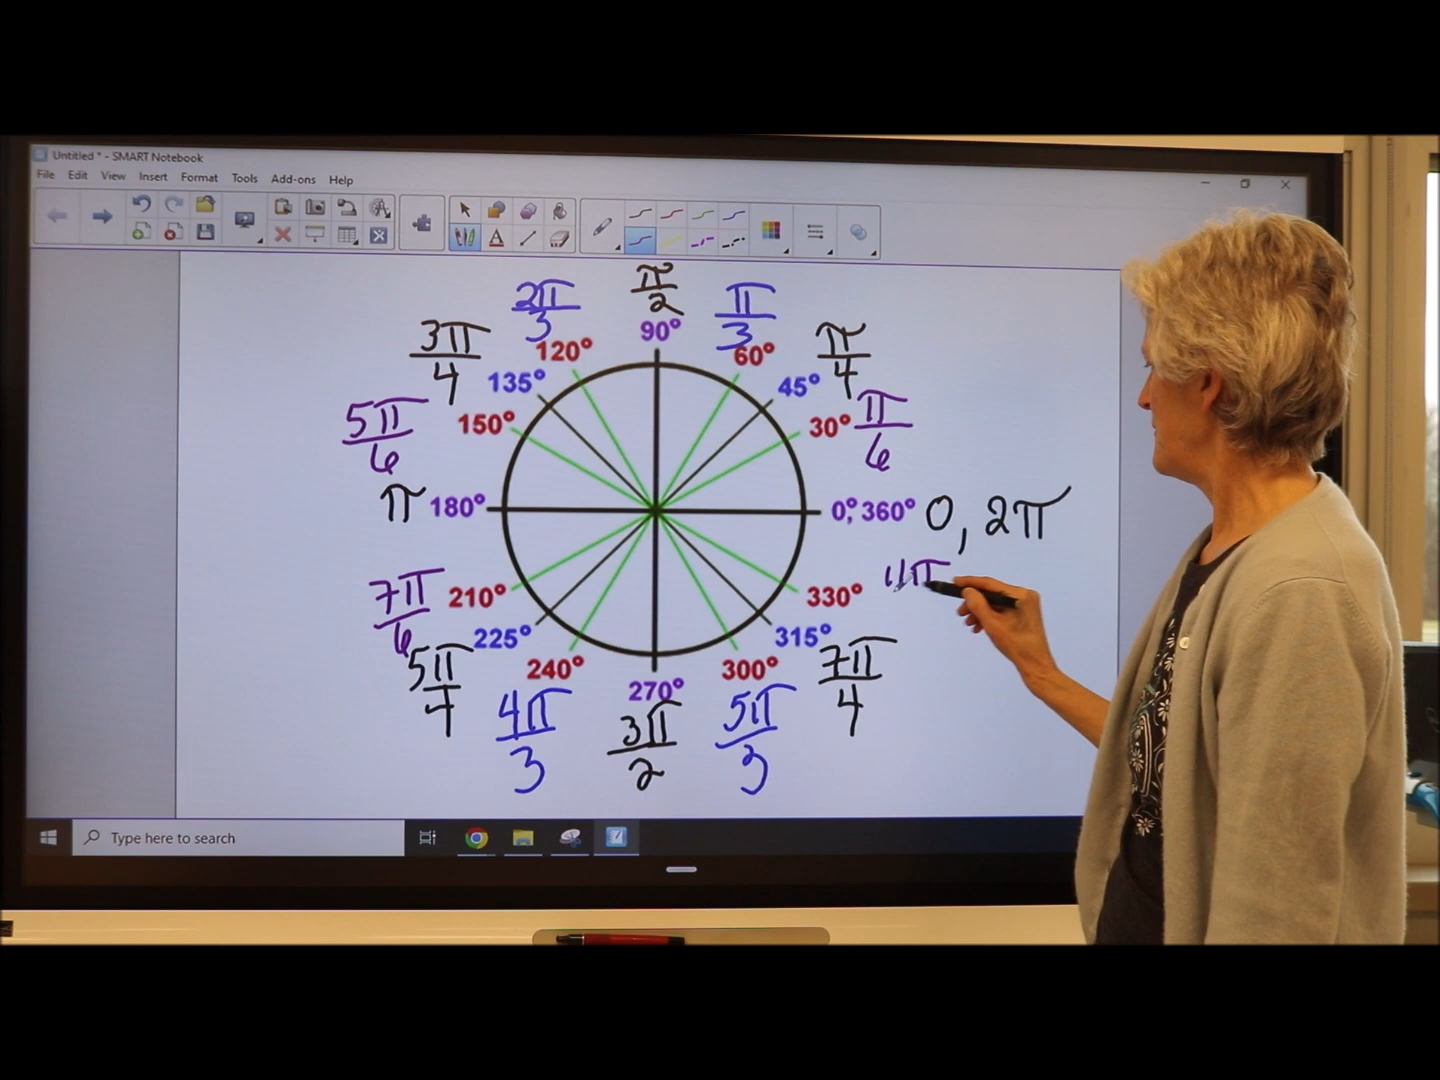 Untitled * - SMART Notebook
File Edit View Insert Format Tools Add-ons Help
π/2
2π/3
π/3
90°
3π/4
120°
60°
π/4
135°
45°
5π/6
150°
30°
π/6
π
180°
0°, 360°
0, 2π
7π/6
210°
330°
11π
225°
315°
5π/4
240°
300°
7π/4
270°
4π/3
3π/2
5π/3
Type here to search